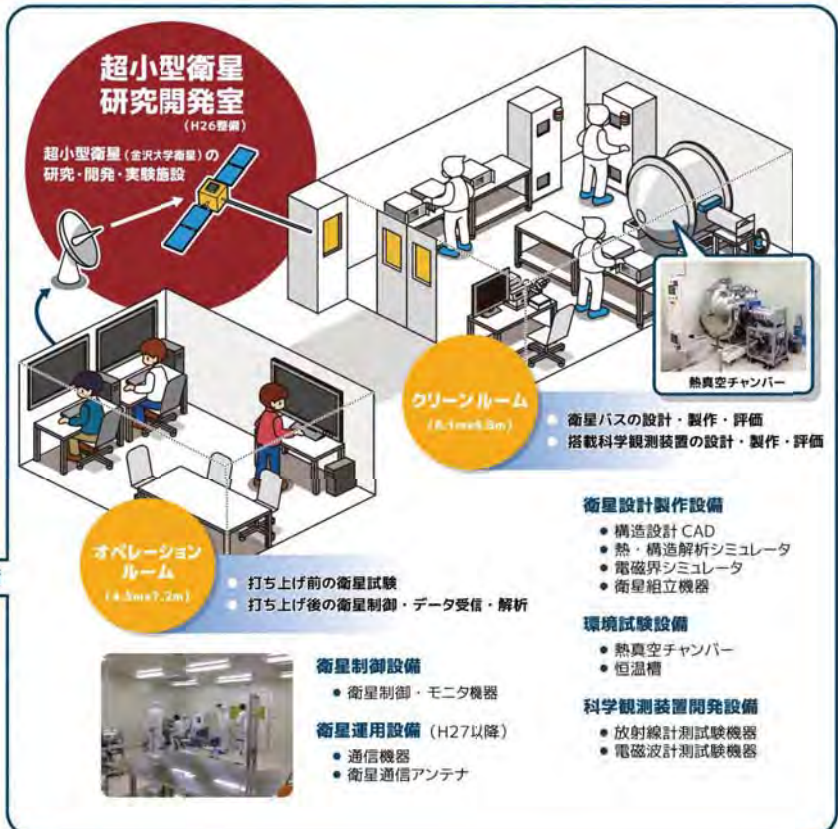 超小型衛星
研究開発室
(H26整備)
超小型衛星(金沢大学衛星)の
研究・開発・実験施設
熱真空チャンバー
クリーンルーム
● 衛星バスの設計・製作・評価
● 搭載科学観測装置の設計・製作・評価
オペレーション
ルーム
(4.5m×7.2m)
● 打ち上げ前の衛星試験
● 打ち上げ後の衛星制御・データ受信・解析
衛星制御設備
● 衛星制御・モニタ機器
衛星運用設備 (H27以降)
● 通信機器
● 衛星通信アンテナ
衛星設計製作設備
● 構造設計 CAD
● 熱・構造解析シミュレータ
● 電磁界シミュレータ
● 衛星組立機器
環境試験設備
● 熱真空チャンバー
● 恒温槽
科学観測装置開発設備
● 放射線計測試験機器
● 電磁波計測試験機器